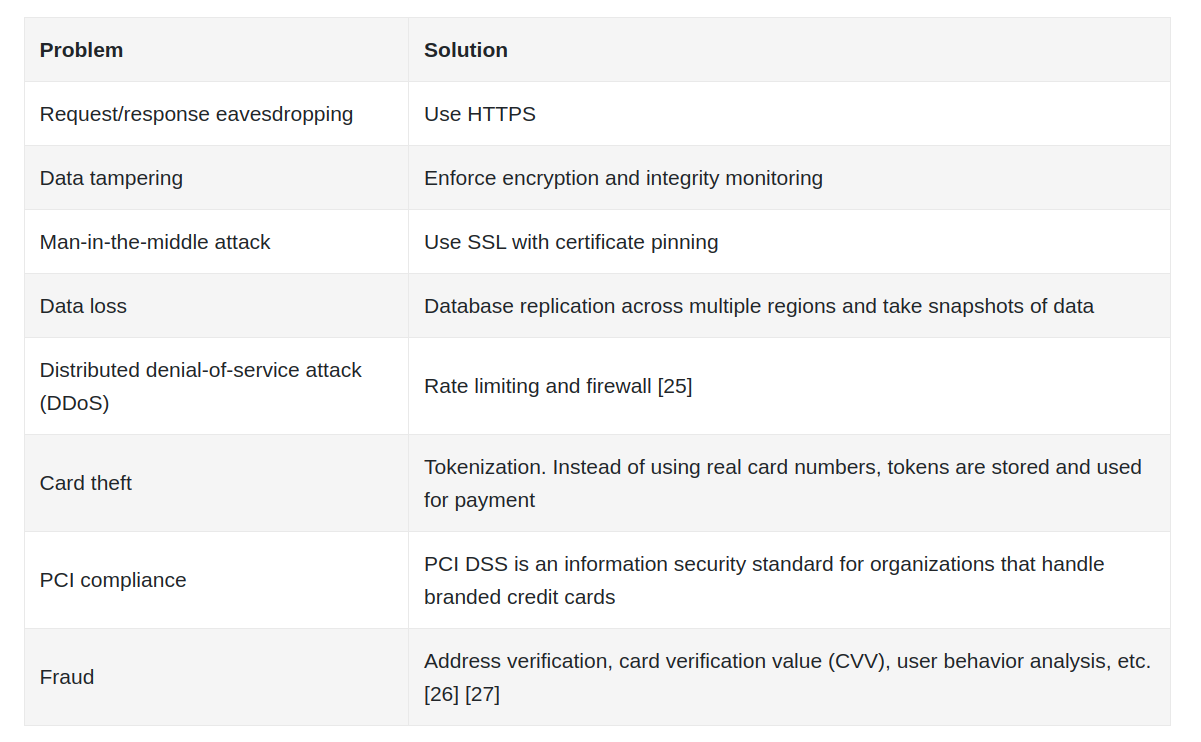 Problem
Solution
Request/response eavesdropping
Use HTTPS
Data tampering
Enforce encryption and integrity monitoring
Man-in-the-middle attack
Use SSL with certificate pinning
Data loss
Database replication across multiple regions and take snapshots of data
Distributed denial-of-service attack
(DDoS)
Rate limiting and firewall [25]
Card theft
Tokenization. Instead of using real card numbers, tokens are stored and used
for payment
PCI compliance
PCI DSS is an information security standard for organizations that handle
branded credit cards
Fraud
Address verification, card verification value (CVV), user behavior analysis, etc.
[26] [27]